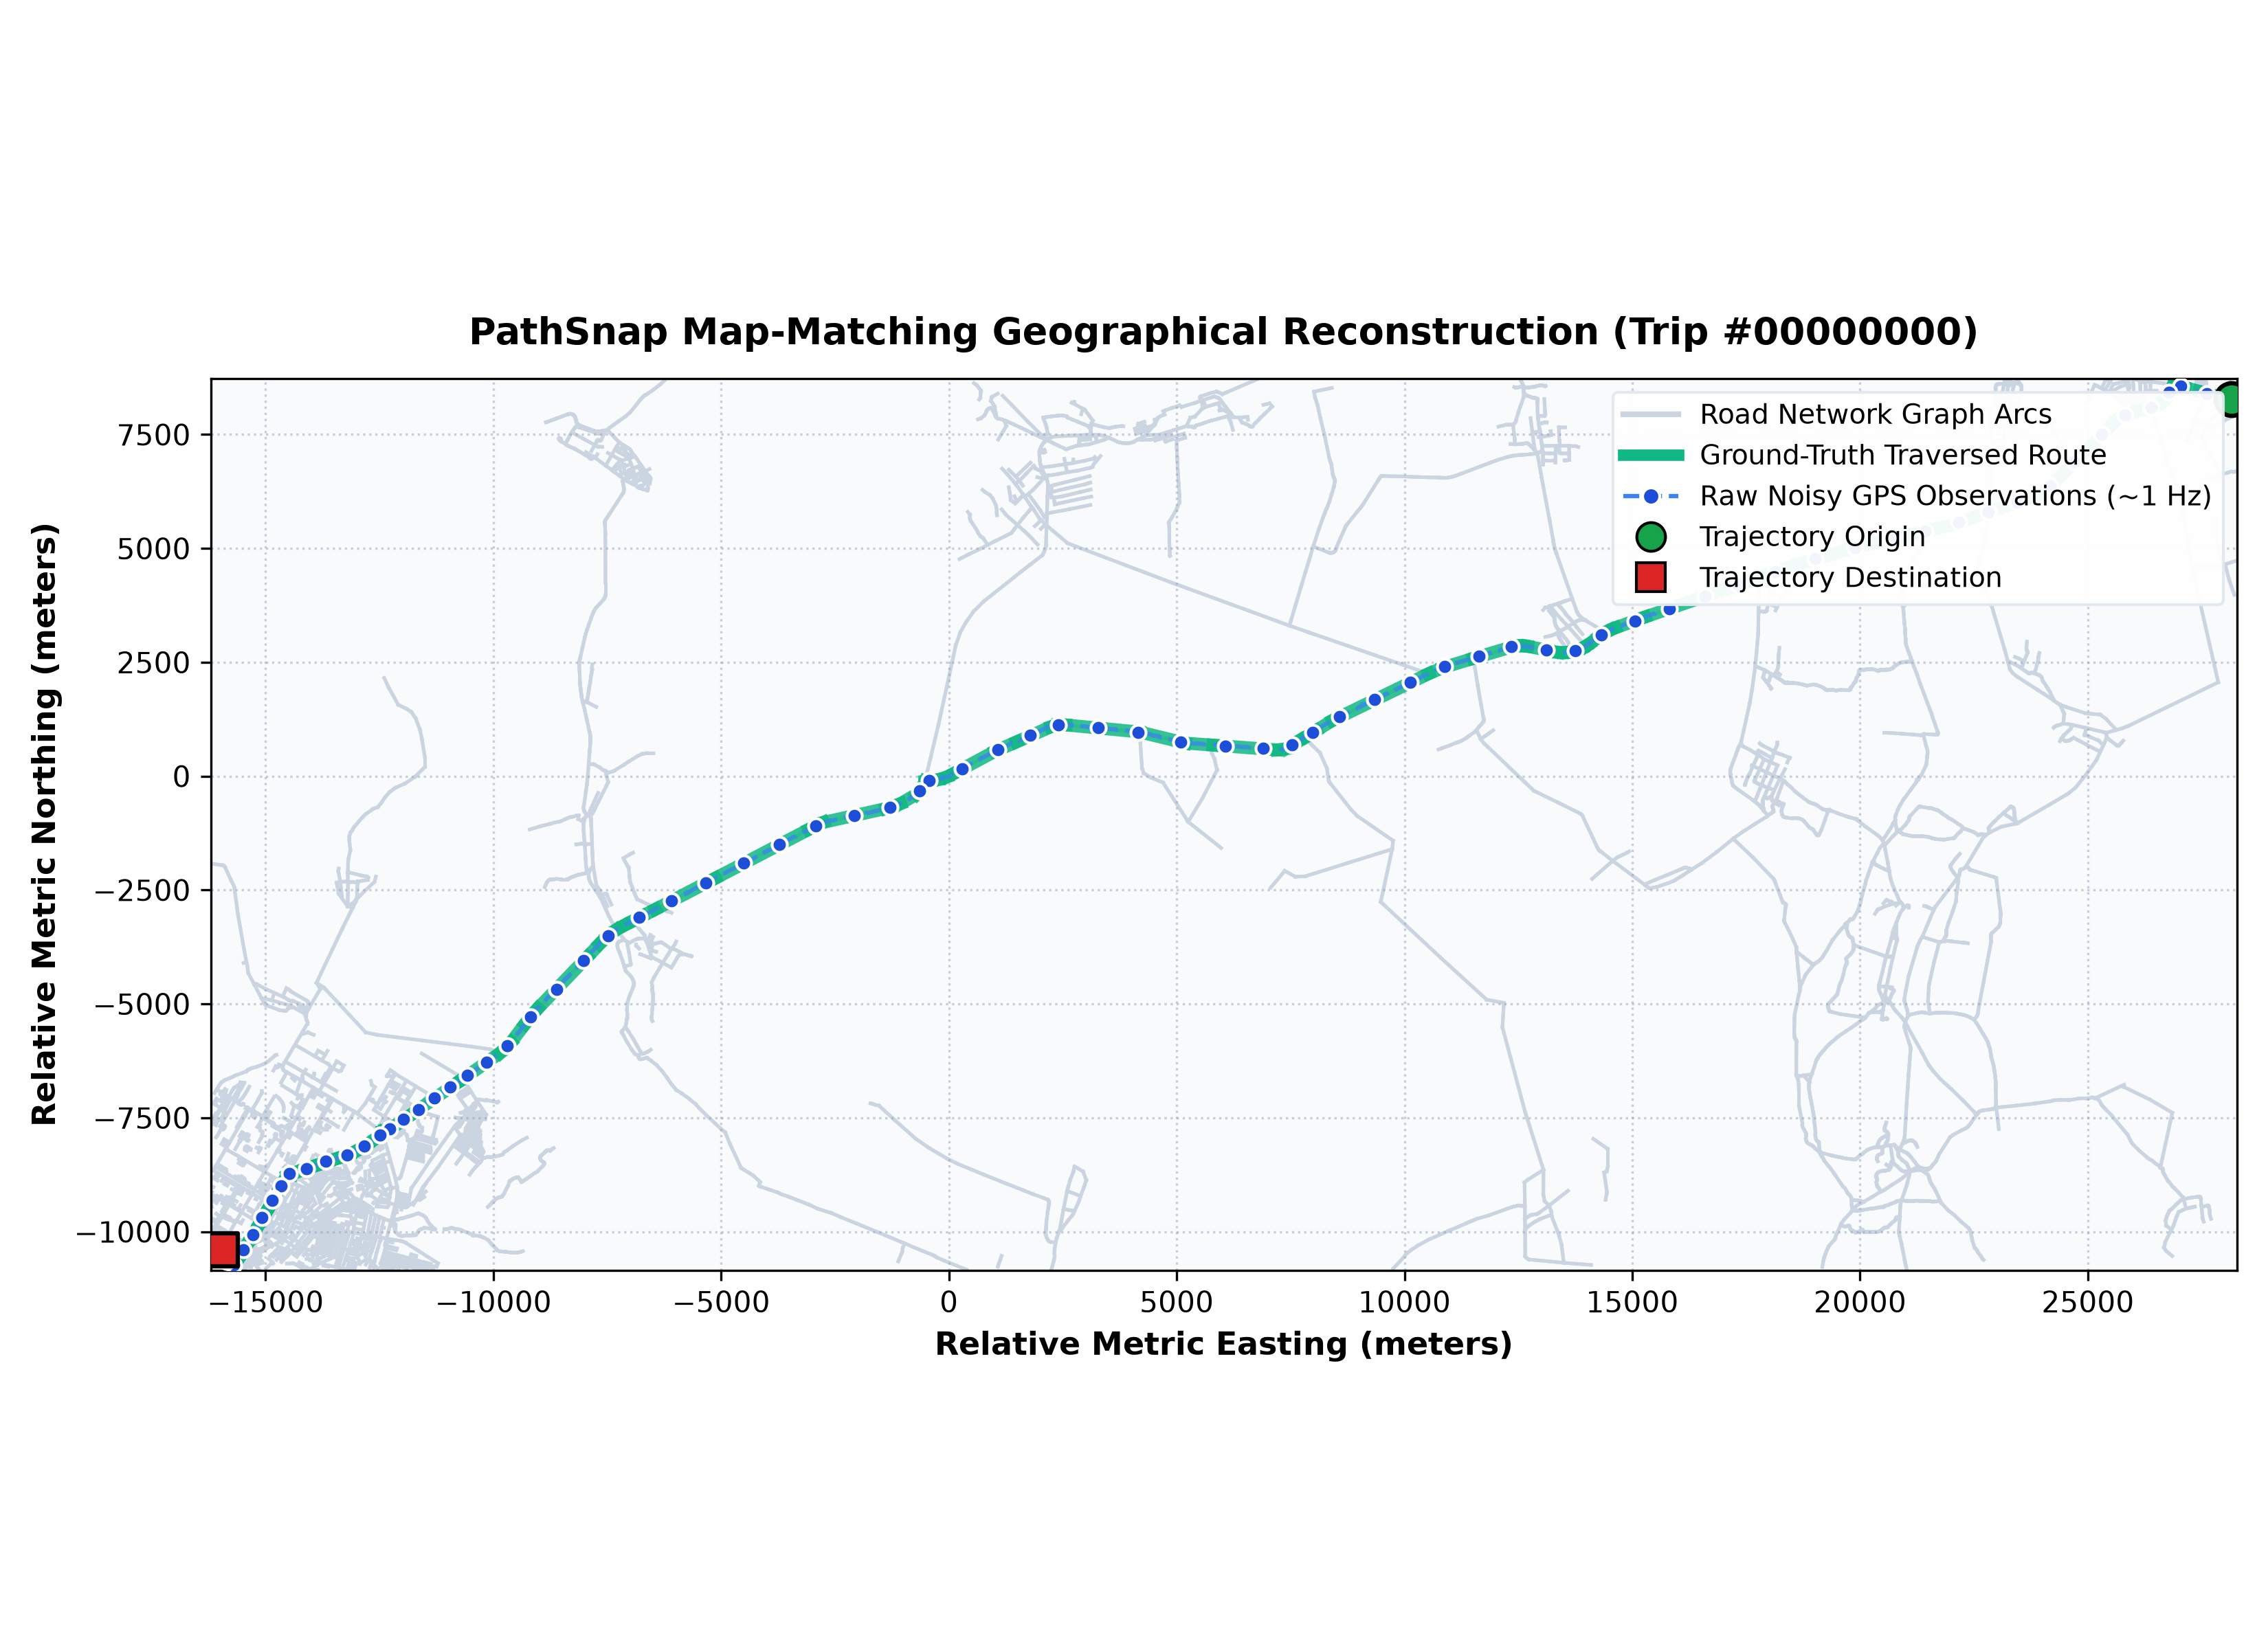 PathSnap Map-Matching Geographical Reconstruction (Trip #00000000)
Road Network Graph Arcs
Ground-Truth Traversed Route
Raw Noisy GPS Observations (~1 Hz)
Trajectory Origin
Trajectory Destination
Relative Metric Northing (meters)
7500
5000
2500
0
−2500
−5000
−7500
−10000
−15000 −10000 −5000 0 5000 10000 15000 20000 25000
Relative Metric Easting (meters)